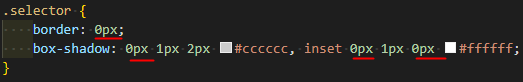 .selector {
    border: 0px;
    box-shadow: 0px 1px 2px #cccccc, inset 0px 1px 0px #ffffff;
}